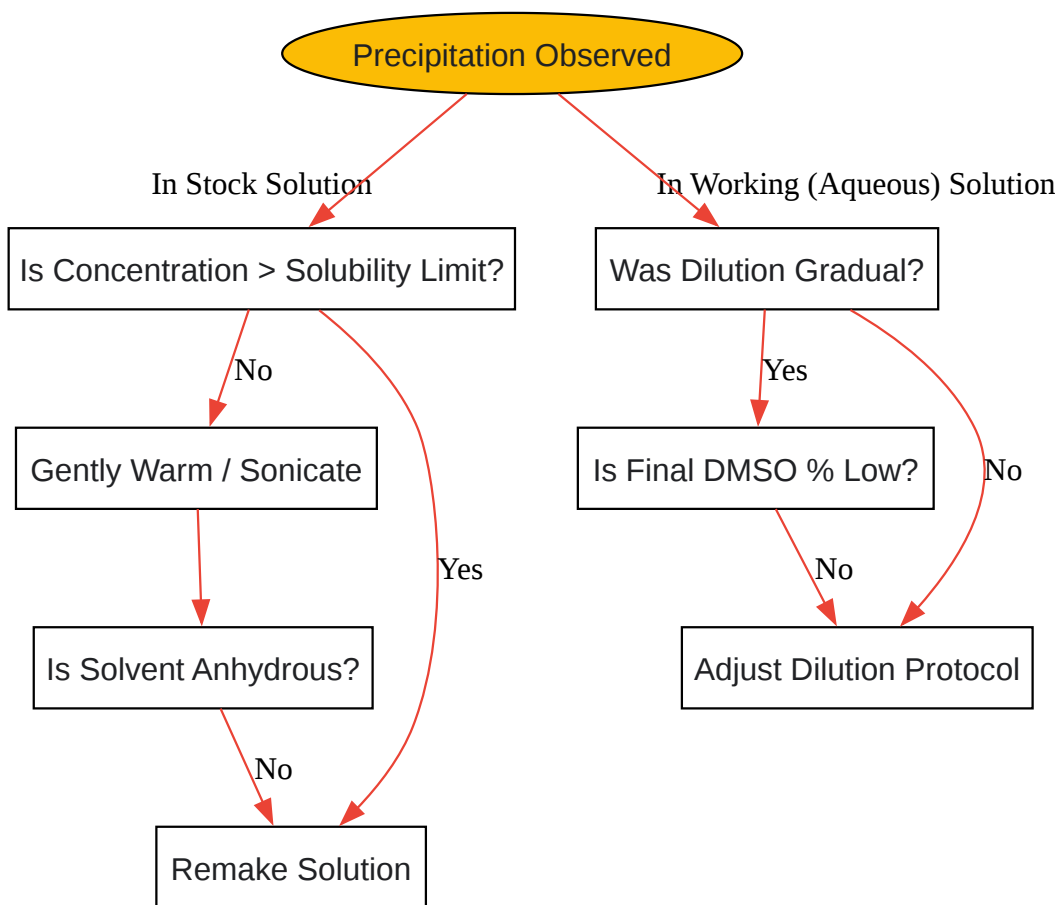 Precipitation Observed
In Stock Solution
In Working (Aqueous) Solution
Is Concentration > Solubility Limit?
Was Dilution Gradual?
No
Yes
Gently Warm / Sonicate
Is Final DMSO % Low?
No
Yes
No
Is Solvent Anhydrous?
Adjust Dilution Protocol
No
Remake Solution